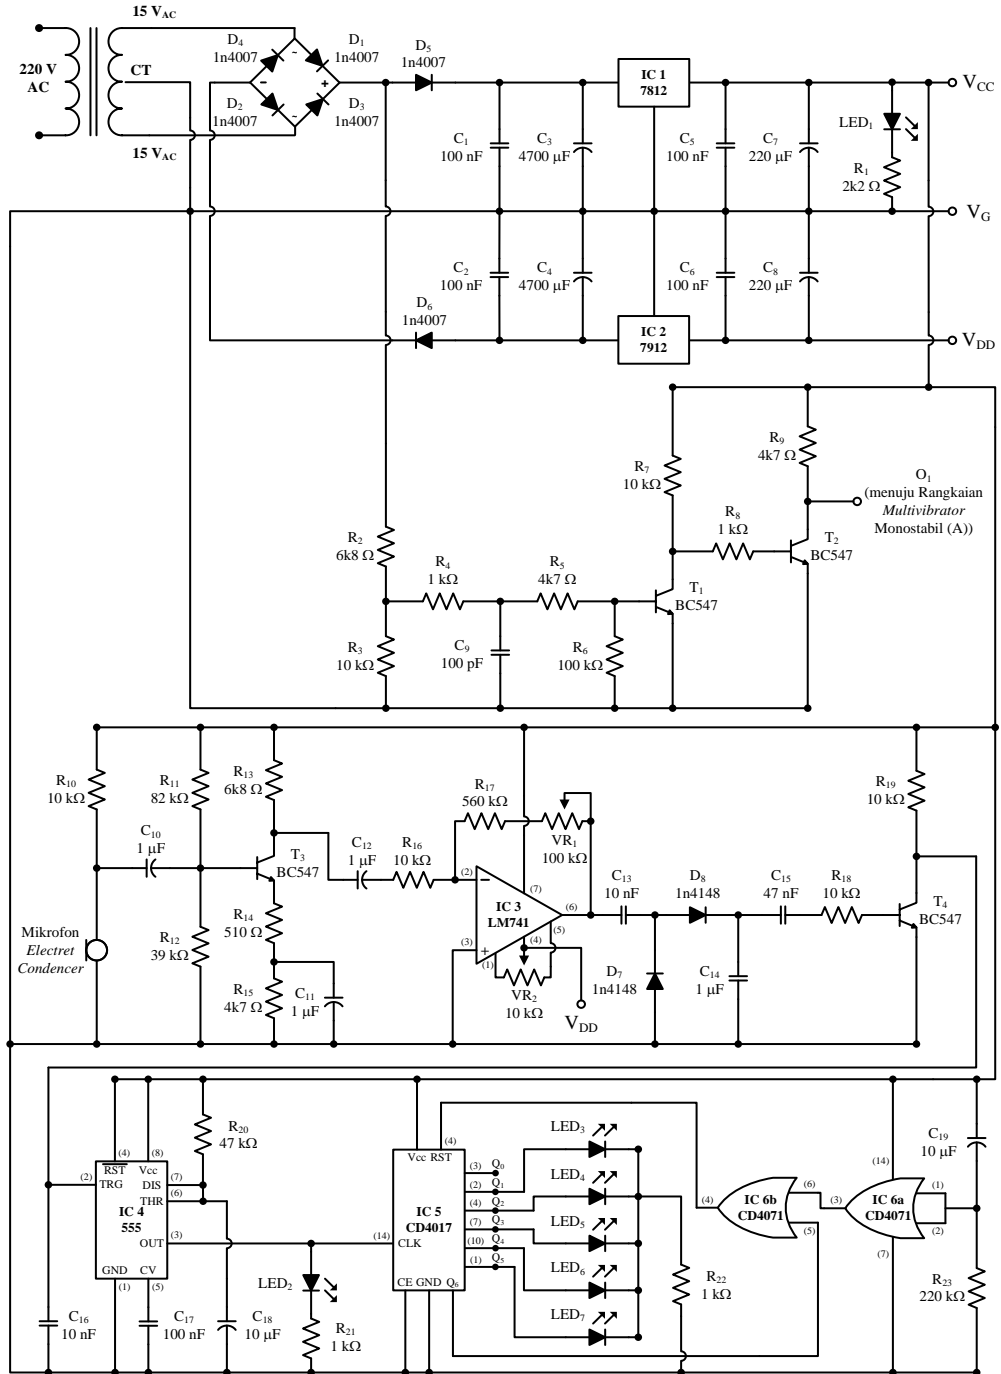 15 V_AC
220 V
AC
CT
15 V_AC
D₄
1n4007
D₁
1n4007
D₂
1n4007
D₃
1n4007
~
−
+
~
D₅
1n4007
IC 1
7812
V_CC
C₁
100 nF
C₃
4700 µF
C₅
100 nF
C₇
220 µF
LED₁
R₁
2k2 Ω
V_G
C₂
100 nF
C₄
4700 µF
C₆
100 nF
C₈
220 µF
D₆
1n4007
IC 2
7912
V_DD
R₂
6k8 Ω
R₃
10 kΩ
R₄
1 kΩ
C₉
100 pF
R₅
4k7 Ω
R₆
100 kΩ
R₇
10 kΩ
T₁
BC547
R₈
1 kΩ
R₉
4k7 Ω
T₂
BC547
O₁
(menuju Rangkaian
Multivibrator
Monostabil (A))
R₁₀
10 kΩ
R₁₁
82 kΩ
R₁₃
6k8 Ω
C₁₀
1 µF
T₃
BC547
Mikrofon
Electret
Condencer
R₁₂
39 kΩ
R₁₄
510 Ω
R₁₅
4k7 Ω
C₁₁
1 µF
C₁₂
1 µF
R₁₆
10 kΩ
R₁₇
560 kΩ
VR₁
100 kΩ
(2)
−
(7)
IC 3
LM741
(6)
(3)
+
(5)
(4)
(1)
VR₂
10 kΩ
V_DD
C₁₃
10 nF
D₈
1n4148
D₇
1n4148
C₁₄
1 µF
C₁₅
47 nF
R₁₈
10 kΩ
R₁₉
10 kΩ
T₄
BC547
R₂₀
47 kΩ
(4)
(8)
(2)
RST
Vcc
(7)
TRG
DIS
(6)
THR
IC 4
555
(3)
OUT
GND
CV
(1)
(5)
C₁₆
10 nF
C₁₇
100 nF
C₁₈
10 µF
LED₂
R₂₁
1 kΩ
(4)
Vcc RST
(3)
Q₀
(2)
Q₁
IC 5
CD4017
(4)
Q₂
(7)
Q₃
(14)
CLK
(10)
Q₄
(1)
Q₅
CE GND Q₆
LED₃
LED₄
LED₅
LED₆
LED₇
R₂₂
1 kΩ
(4)
IC 6b
CD4071
(6)
(5)
(3)
IC 6a
CD4071
(14)
(1)
(2)
(7)
C₁₉
10 µF
R₂₃
220 kΩ